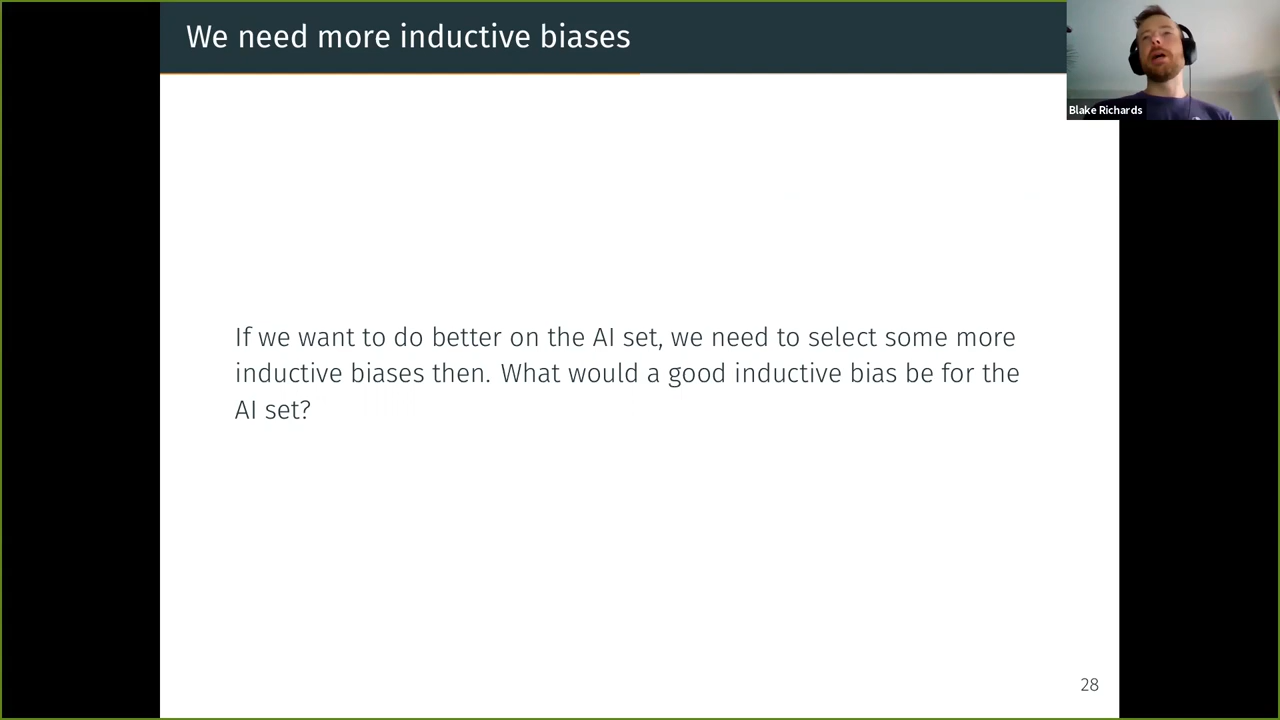 We need more inductive biases
Blake Richards
If we want to do better on the AI set, we need to select some more
inductive biases then. What would a good inductive bias be for the
AI set?
28